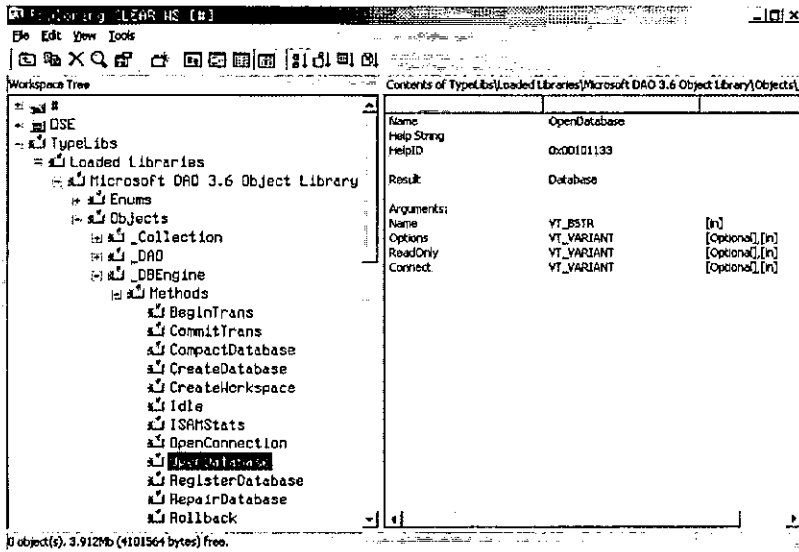 Exploring CLEAR WS [#]
File Edit View Tools
Workspace Tree
Contents of TypeLibs\Loaded Libraries\Microsoft DAO 3.6 Object Library\Objects\
#
DSE
TypeLibs
Loaded Libraries
Microsoft DAO 3.6 Object Library
Enums
Objects
_Collection
_DAO
_DBEngine
Methods
BeginTrans
CommitTrans
CompactDatabase
CreateDatabase
CreateWorkspace
Idle
ISAMStats
OpenConnection
OpenDatabase
RegisterDatabase
RepairDatabase
Rollback
Name OpenDatabase
Help String
HelpID 0x00101133
Result Database
Arguments:
Name VT_BSTR [in]
Options VT_VARIANT [Optional],[in]
ReadOnly VT_VARIANT [Optional],[in]
Connect VT_VARIANT [Optional],[in]
0 object(s). 3.912Mb (4101564 bytes) free.